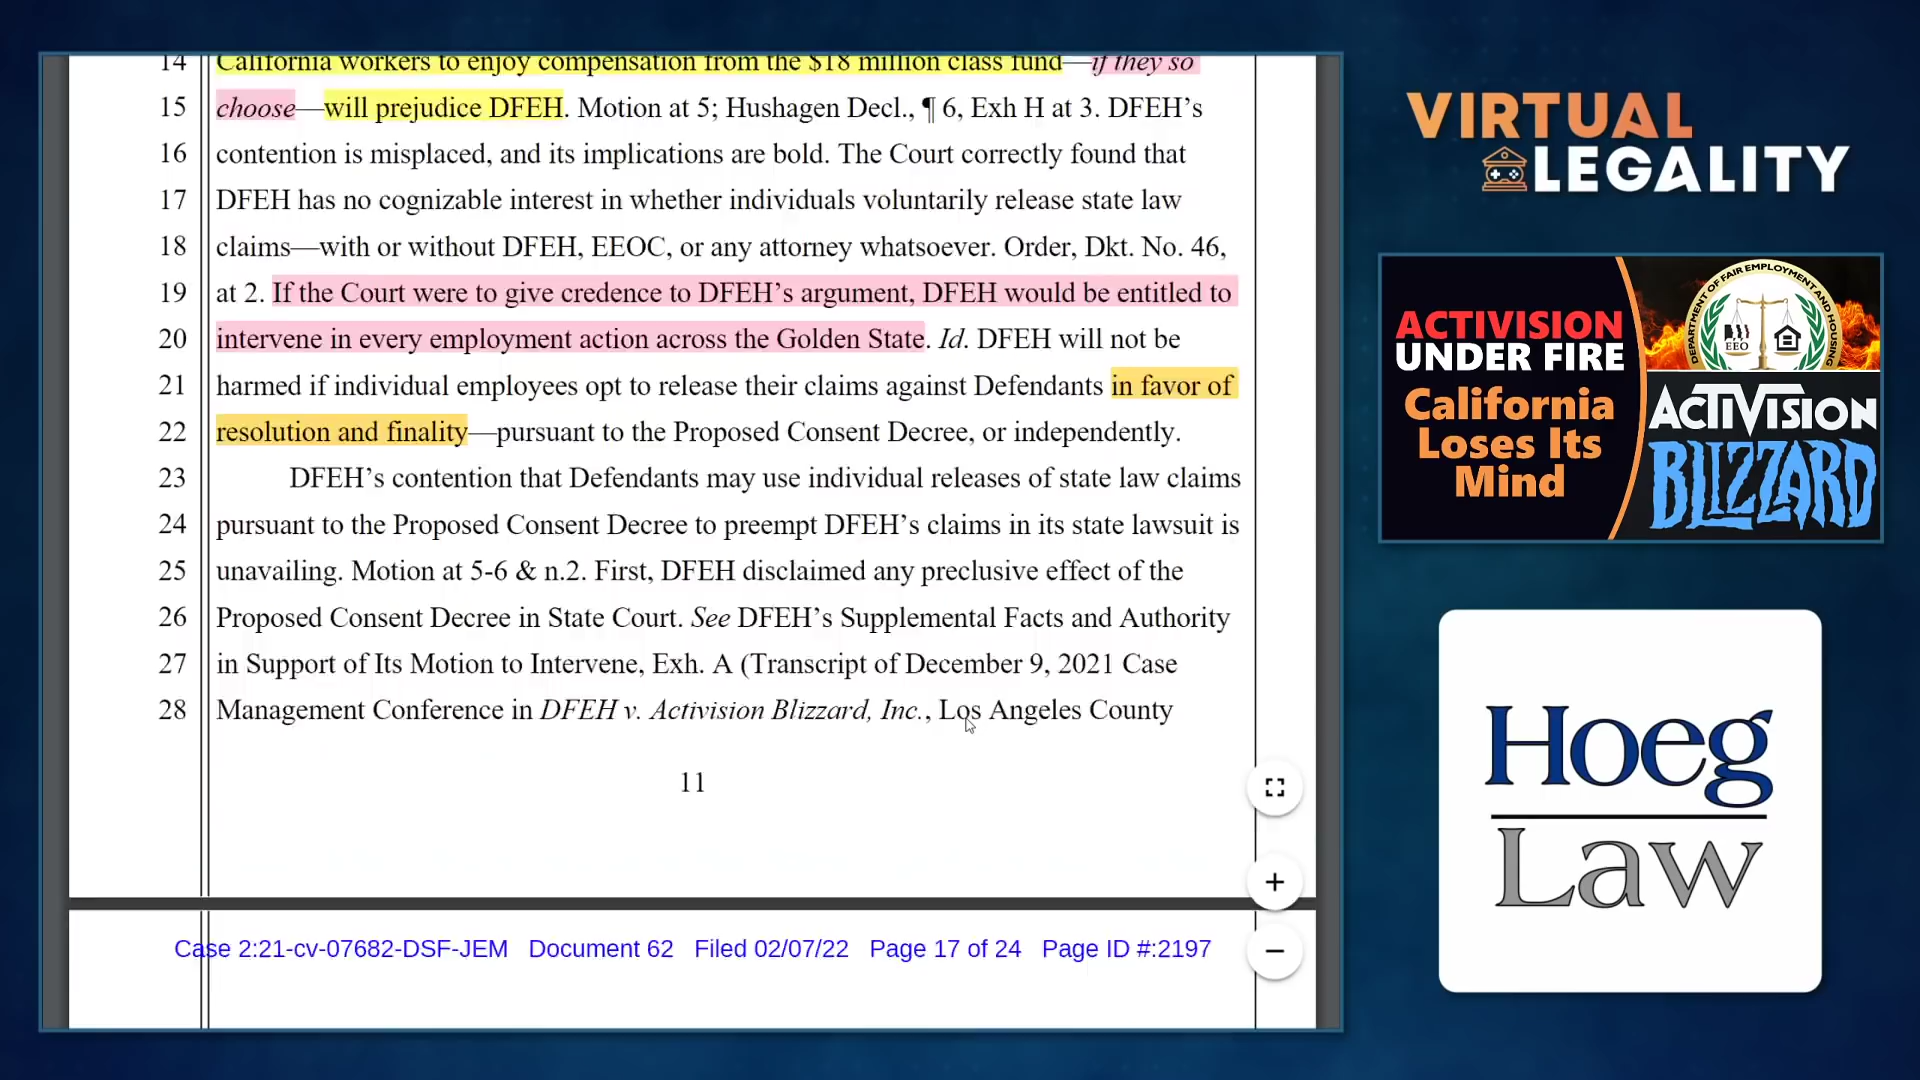 14 California workers to enjoy compensation from the $18 million class fund—if they so
15 choose—will prejudice DFEH. Motion at 5; Hushagen Decl., ¶ 6, Exh H at 3. DFEH’s
16 contention is misplaced, and its implications are bold. The Court correctly found that
17 DFEH has no cognizable interest in whether individuals voluntarily release state law
18 claims—with or without DFEH, EEOC, or any attorney whatsoever. Order, Dkt. No. 46,
19 at 2. If the Court were to give credence to DFEH’s argument, DFEH would be entitled to
20 intervene in every employment action across the Golden State. Id. DFEH will not be
21 harmed if individual employees opt to release their claims against Defendants in favor of
22 resolution and finality—pursuant to the Proposed Consent Decree, or independently.
23 DFEH’s contention that Defendants may use individual releases of state law claims
24 pursuant to the Proposed Consent Decree to preempt DFEH’s claims in its state lawsuit is
25 unavailing. Motion at 5-6 & n.2. First, DFEH disclaimed any preclusive effect of the
26 Proposed Consent Decree in State Court. See DFEH’s Supplemental Facts and Authority
27 in Support of Its Motion to Intervene, Exh. A (Transcript of December 9, 2021 Case
28 Management Conference in DFEH v. Activision Blizzard, Inc., Los Angeles County
11
Case 2:21-cv-07682-DSF-JEM Document 62 Filed 02/07/22 Page 17 of 24 Page ID #:2197
VIRTUAL
LEGALITY
ACTIVISION
UNDER FIRE
California
Loses Its
Mind
DEPARTMENT OF FAIR EMPLOYMENT AND HOUSING
EEO
ACTIVISION
BLIZZARD
Hoeg
Law